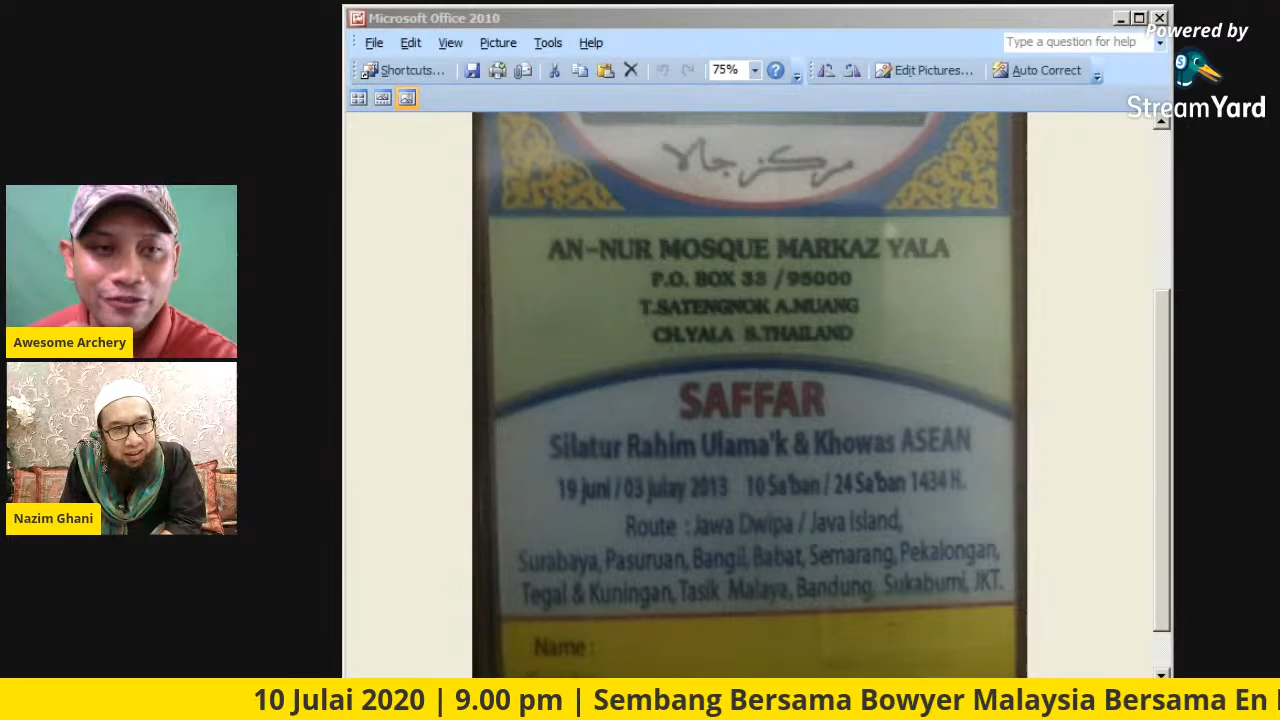 Microsoft Office 2010
File Edit View Picture Tools Help
Type a question for help
Shortcuts...
75%
Edit Pictures...
Auto Correct
Powered by
StreamYard
مركز جالا
AN-NUR MOSQUE MARKAZ YALA
P.O. BOX 33 /95000
T.SATENGNOK A.MUANG
CH.YALA S.THAILAND
SAFFAR
Silatur Rahim Ulama'k & Khowas ASEAN
19 juni / 03 julay 2013 10 Sa'ban / 24 Sa'ban 1434 H.
Route : Jawa Dwipa / Java Island,
Surabaya, Pasuruan, Bangil, Babat, Semarang, Pekalongan,
Tegal & Kuningan, Tasik Malaya, Bandung, Sukabumi, JKT.
Name :
Awesome Archery
Nazim Ghani
10 Julai 2020 | 9.00 pm | Sembang Bersama Bowyer Malaysia Bersama En